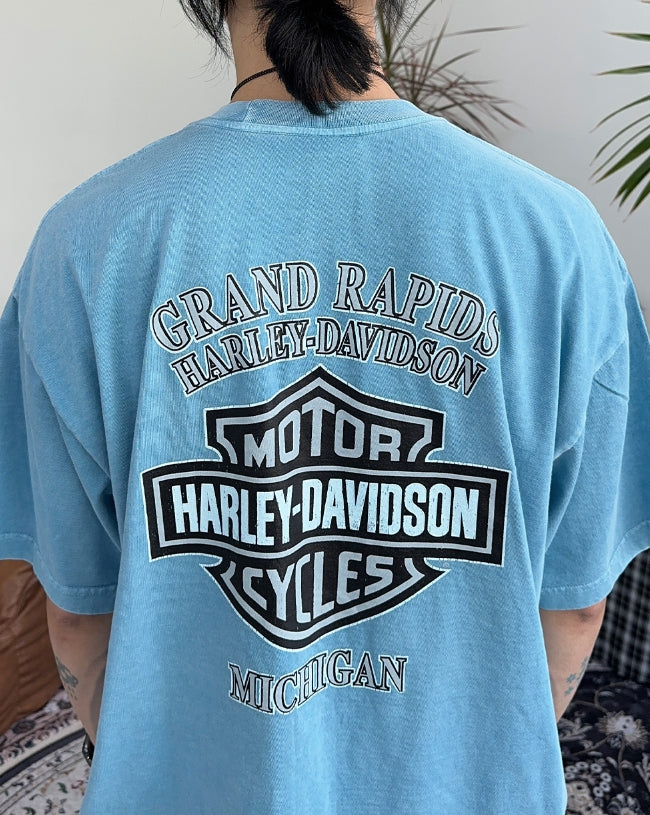 GRAND RAPIDS
HARLEY-DAVIDSON
MOTOR
HARLEY-DAVIDSON
CYCLES
MICHIGAN